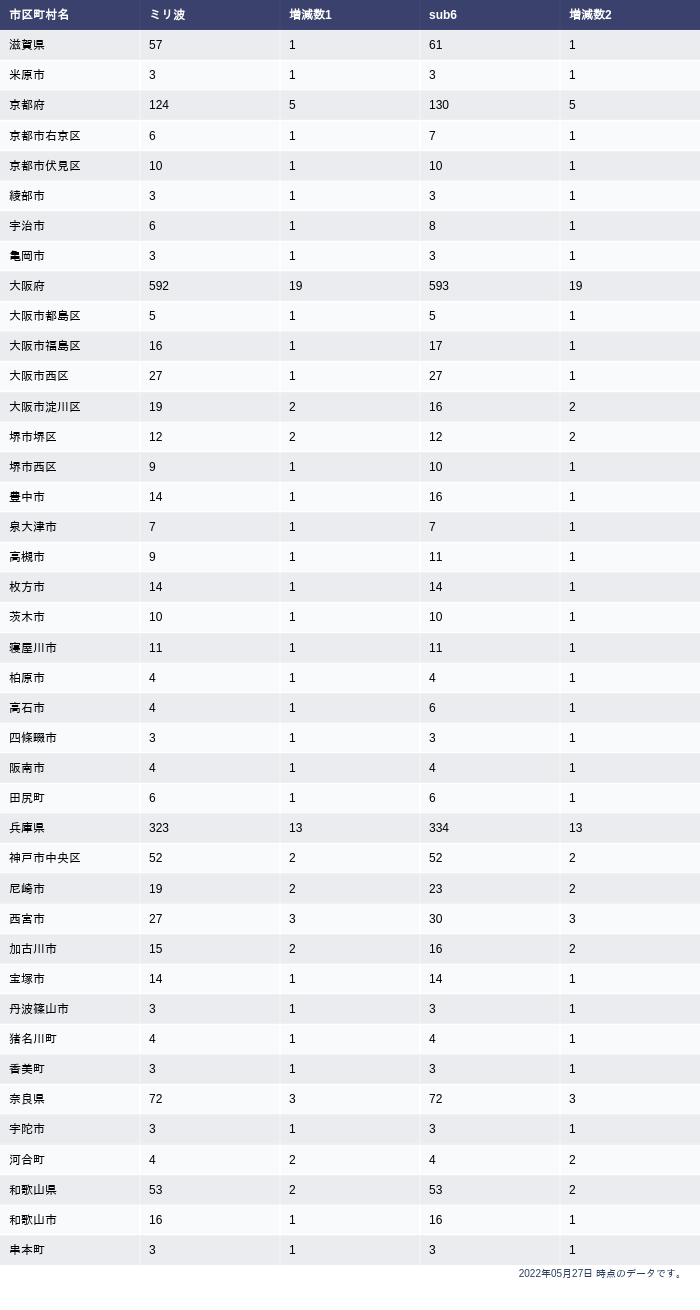 市区町村名 ミリ波 増減数1 sub6 増減数2
滋賀県 57 1 61 1
米原市 3 1 3 1
京都府 124 5 130 5
京都市右京区 6 1 7 1
京都市伏見区 10 1 10 1
綾部市 3 1 3 1
宇治市 6 1 8 1
亀岡市 3 1 3 1
大阪府 592 19 593 19
大阪市都島区 5 1 5 1
大阪市福島区 16 1 17 1
大阪市西区 27 1 27 1
大阪市淀川区 19 2 16 2
堺市堺区 12 2 12 2
堺市西区 9 1 10 1
豊中市 14 1 16 1
泉大津市 7 1 7 1
高槻市 9 1 11 1
枚方市 14 1 14 1
茨木市 10 1 10 1
寝屋川市 11 1 11 1
柏原市 4 1 4 1
高石市 4 1 6 1
四條畷市 3 1 3 1
阪南市 4 1 4 1
田尻町 6 1 6 1
兵庫県 323 13 334 13
神戸市中央区 52 2 52 2
尼崎市 19 2 23 2
西宮市 27 3 30 3
加古川市 15 2 16 2
宝塚市 14 1 14 1
丹波篠山市 3 1 3 1
猪名川町 4 1 4 1
香美町 3 1 3 1
奈良県 72 3 72 3
宇陀市 3 1 3 1
河合町 4 2 4 2
和歌山県 53 2 53 2
和歌山市 16 1 16 1
串本町 3 1 3 1
2022年05月27日 時点のデータです。